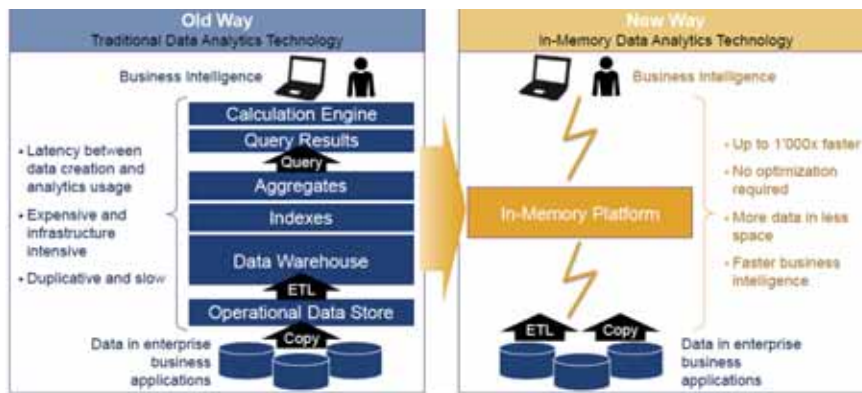 Old Way
Traditional Data Analytics Technology
Business Intelligence
Calculation Engine
Query Results
Query
Aggregates
Indexes
Data Warehouse
ETL
Operational Data Store
Copy
• Latency between
data creation and
analytics usage
• Expensive and
infrastructure
intensive
• Duplicative and slow
Data in enterprise
business
applications
New Way
In-Memory Data Analytics Technology
Business Intelligence
In-Memory Platform
• Up to 1'000x faster
• No optimization
required
• More data in less
space
• Faster business
intelligence
ETL
Copy
Data in enterprise
business
applications